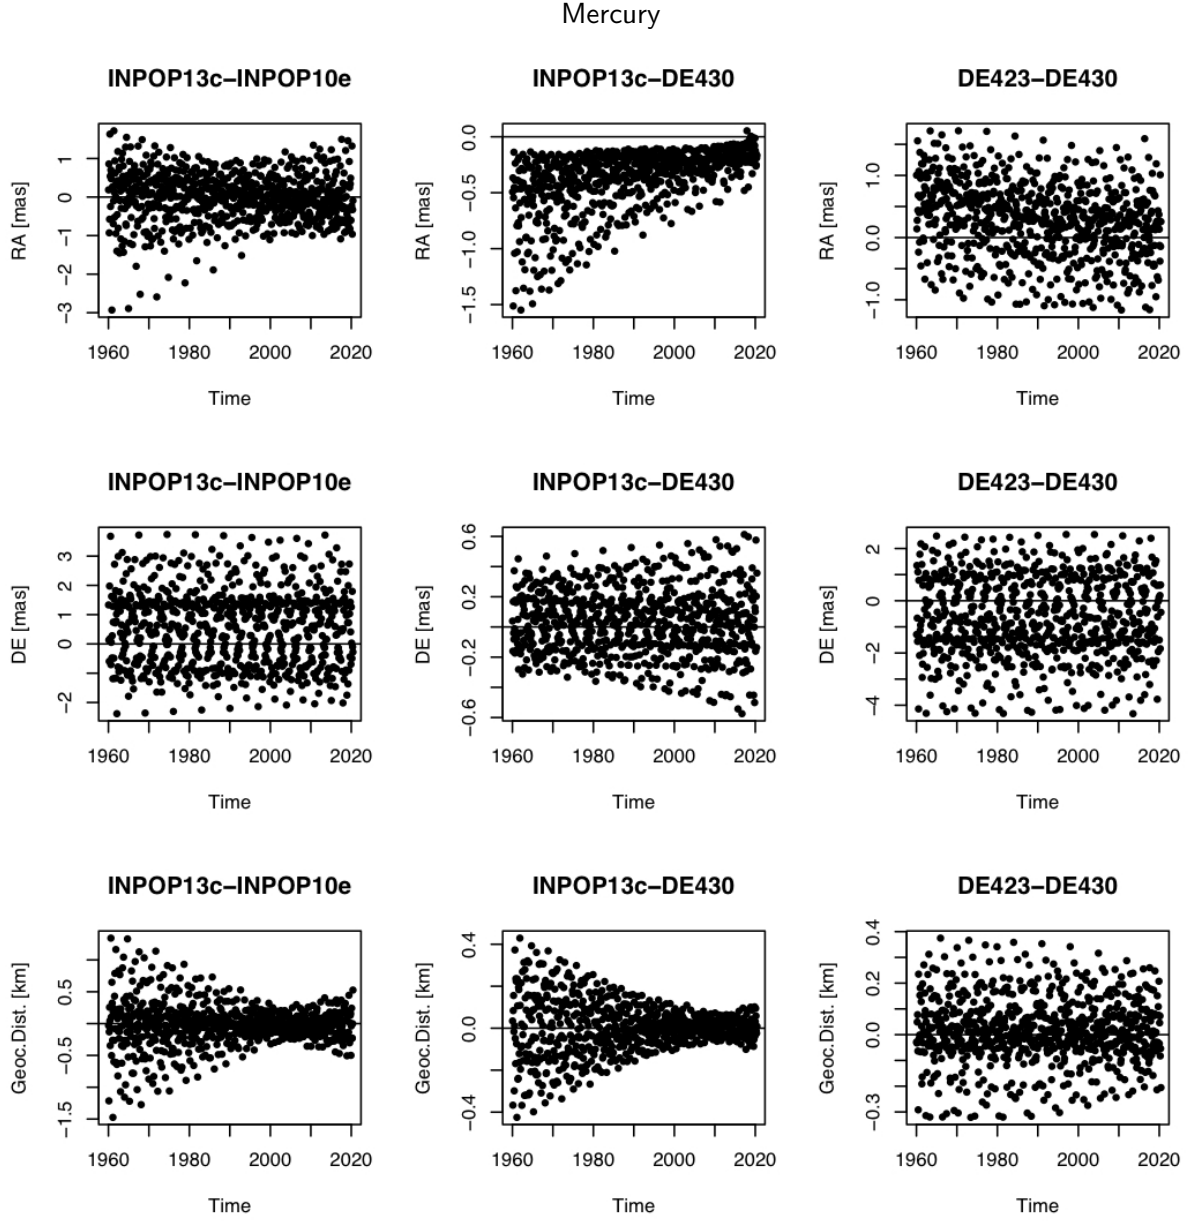 Mercury
INPOP13c−INPOP10e
INPOP13c−DE430
DE423−DE430
RA [mas]
1
0
−1
−2
−3
1960 1980 2000 2020
Time
RA [mas]
0.0
−0.5
−1.0
−1.5
1960 1980 2000 2020
Time
RA [mas]
1.0
0.0
−1.0
1960 1980 2000 2020
Time
INPOP13c−INPOP10e
INPOP13c−DE430
DE423−DE430
DE [mas]
3
2
1
0
−2
1960 1980 2000 2020
Time
DE [mas]
0.6
0.2
−0.2
−0.6
1960 1980 2000 2020
Time
DE [mas]
2
0
−2
−4
1960 1980 2000 2020
Time
INPOP13c−INPOP10e
INPOP13c−DE430
DE423−DE430
Geoc.Dist. [km]
0.5
−0.5
−1.5
1960 1980 2000 2020
Time
Geoc.Dist. [km]
0.4
0.0
−0.4
1960 1980 2000 2020
Time
Geoc.Dist. [km]
0.4
0.2
0.0
−0.3
1960 1980 2000 2020
Time